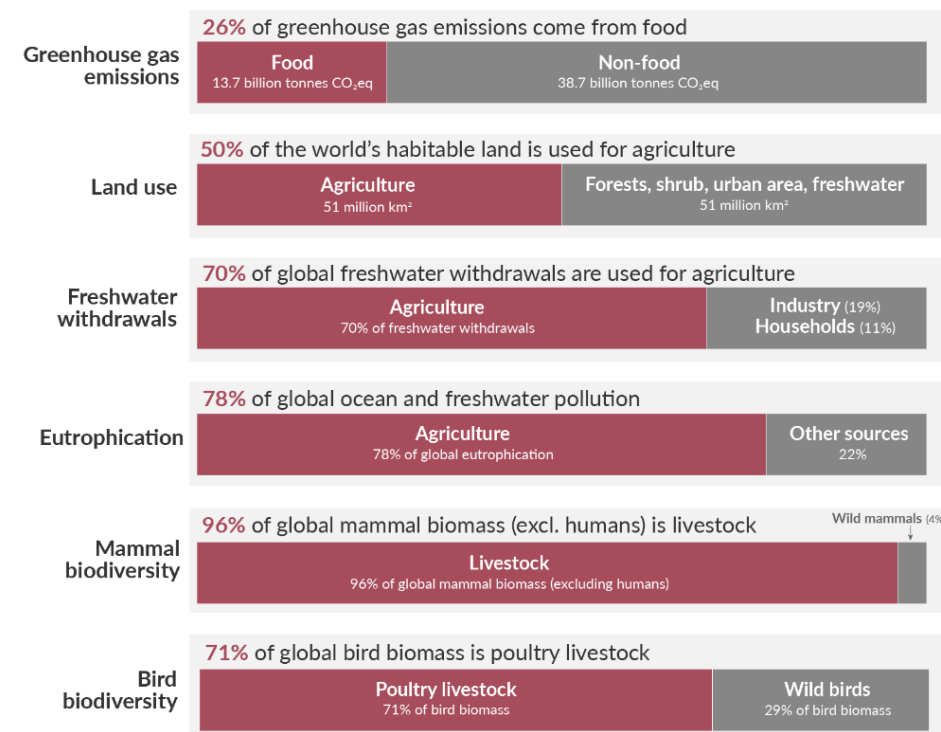 26% of greenhouse gas emissions come from food
Greenhouse gas
emissions
Food
13.7 billion tonnes CO₂eq
Non-food
38.7 billion tonnes CO₂eq
50% of the world's habitable land is used for agriculture
Land use
Agriculture
51 million km²
Forests, shrub, urban area, freshwater
51 million km²
70% of global freshwater withdrawals are used for agriculture
Freshwater
withdrawals
Agriculture
70% of freshwater withdrawals
Industry (19%)
Households (11%)
78% of global ocean and freshwater pollution
Eutrophication
Agriculture
78% of global eutrophication
Other sources
22%
96% of global mammal biomass (excl. humans) is livestock
Wild mammals (4%
Mammal
biodiversity
Livestock
96% of global mammal biomass (excluding humans)
71% of global bird biomass is poultry livestock
Bird
biodiversity
Poultry livestock
71% of bird biomass
Wild birds
29% of bird biomass